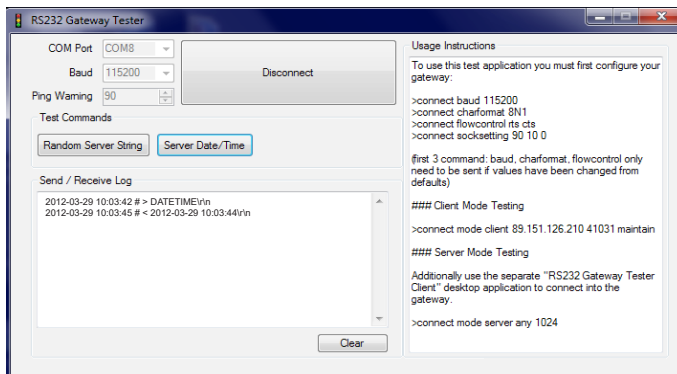 RS232 Gateway Tester
COM Port COM8
Baud 115200
Ping Warning 90
Disconnect
Test Commands
Random Server String
Server Date/Time
Send / Receive Log
2012-03-29 10:03:42 # > DATETIME\r\n
2012-03-29 10:03:45 # < 2012-03-29 10:03:44\r\n
Clear
Usage Instructions
To use this test application you must first configure your
gateway:
>connect baud 115200
>connect charformat 8N1
>connect flowcontrol rts cts
>connect socksetting 90 10 0
(first 3 command: baud, charformat, flowcontrol only
need to be sent if values have been changed from
defaults)
### Client Mode Testing
>connect mode client 89.151.126.210 41031 maintain
### Server Mode Testing
Additionally use the separate "RS232 Gateway Tester
Client" desktop application to connect into the
gateway.
>connect mode server any 1024